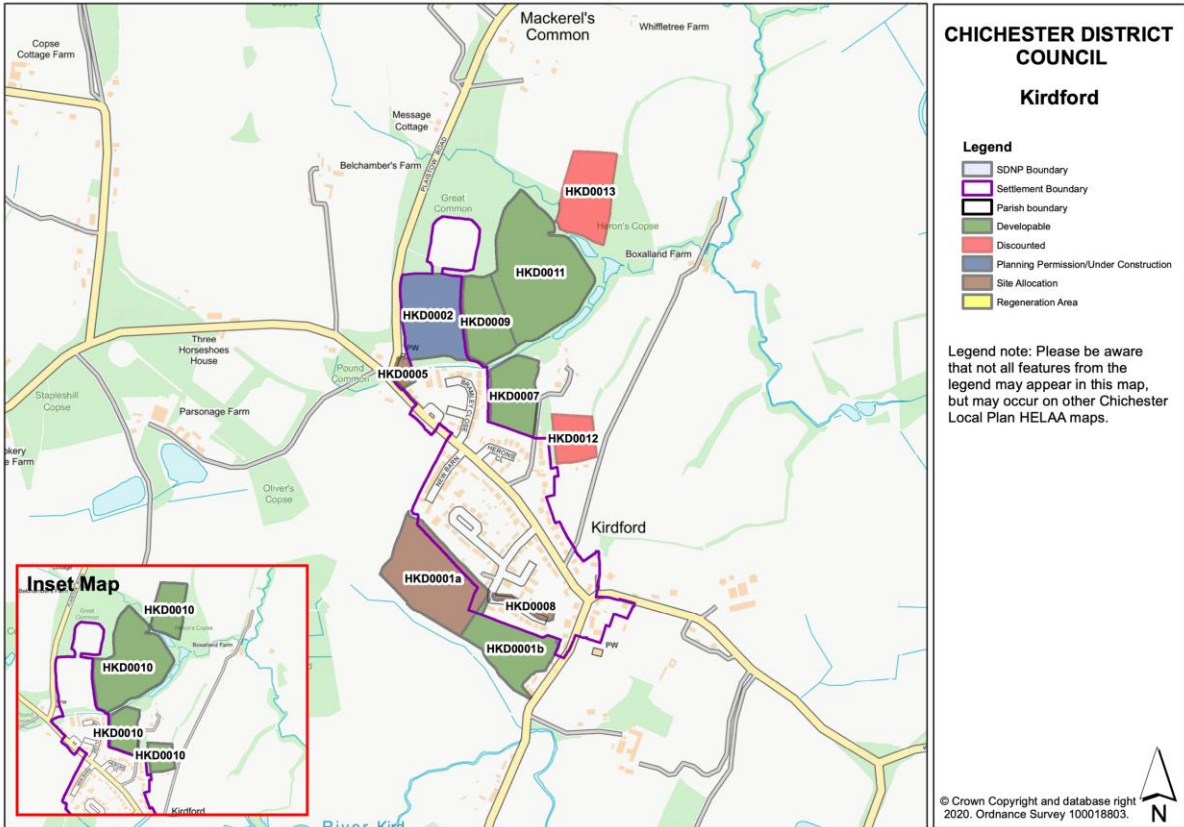 Mackerel's
Common
Whiffletree Farm
Copse
Cottage Farm
Message
Cottage
PLAISTOW ROAD
Belchamber's Farm
Great
Common
HKD0013
Heron's Copse
Boxalland Farm
HKD0011
HKD0002
HKD0009
PW
Three
Horseshoes
House
Pound
Common
HKD0005
HKD0007
BRAMLEY CLOSE
Stapleshill
Copse
Parsonage Farm
HKD0012
HERONS
CL
NEW BARN
Oliver's
Copse
Kirdford
HKD0001a
HKD0008
HKD0001b
PW
River Kird
Inset Map
Great
Common
HKD0010
Heron's Copse
Boxalland Farm
HKD0010
HKD0010
HKD0010
Kirdford
CHICHESTER DISTRICT
COUNCIL
Kirdford
Legend
SDNP Boundary
Settlement Boundary
Parish boundary
Developable
Discounted
Planning Permission/Under Construction
Site Allocation
Regeneration Area
Legend note: Please be aware
that not all features from the
legend may appear in this map,
but may occur on other Chichester
Local Plan HELAA maps.
© Crown Copyright and database right
2020. Ordnance Survey 100018803.
N